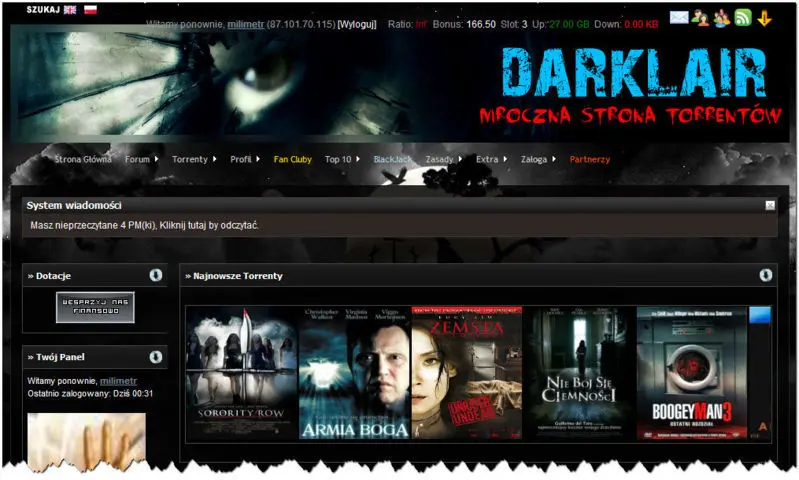 SZUKAJ
Witamy ponownie, milimetr (87.101.70.115) [Wyloguj] Ratio: Inf. Bonus: 166.50 Slot: 3 Up: 27.00 GB Down: 0.00 KB
DARKLAIR
MROCZNA STRONA TORRENTÓW
Strona Główna Forum Torrenty Profil Fan Cluby Top 10 BlackJack Zasady Extra Załoga Partnerzy
System wiadomości
Masz nieprzeczytane 4 PM(ki), Kliknij tutaj by odczytać.
» Dotacje
WESPRZYJ NAS
FINANSOWO
» Twój Panel
Witamy ponownie, milimetr
Ostatnio zalogowany: Dziś 00:31
» Najnowsze Torrenty
SORORITY ROW
Christopher Walken Virginia Madsen Viggo Mortensen
ARMIA BOGA
LUCY LIU
ZEMSTA
NIE BOJ SIĘ
CIEMNOŚCI
BOOGEYMAN 3
OSTATNI ROZDZIAŁ